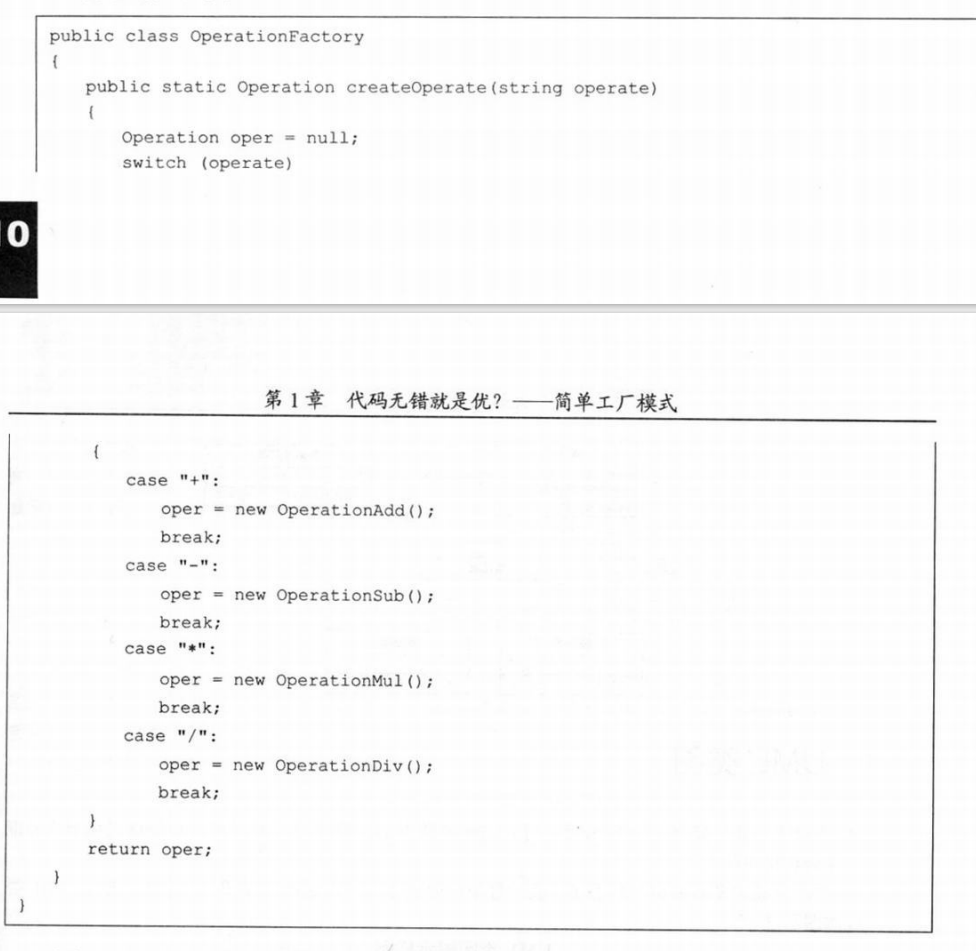 public class OperationFactory
{
public static Operation createOperate(string operate)
{
Operation oper = null;
switch (operate)
10
第 1 章 代码无错就是优？——简单工厂模式
{
case "+":
oper = new OperationAdd();
break;
case "-":
oper = new OperationSub();
break;
case "*":
oper = new OperationMul();
break;
case "/":
oper = new OperationDiv();
break;
}
return oper;
}
}